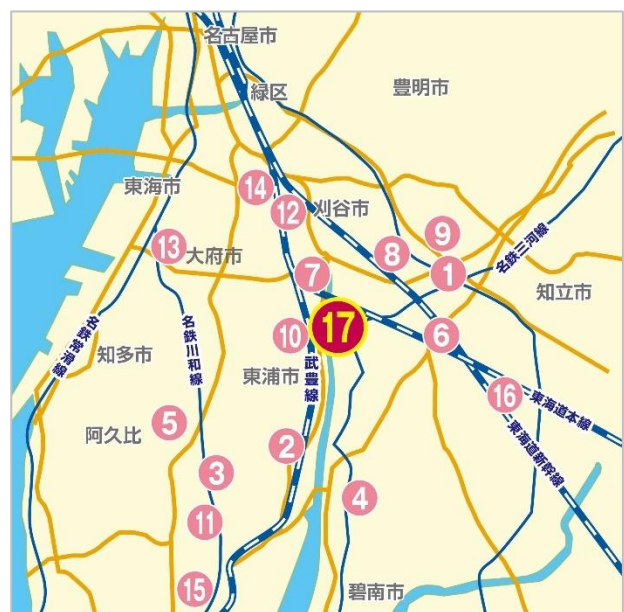 名古屋市
緑区
豊明市
東海市
14
12
刈谷市
9
13
大府市
8
1
名鉄三河線
7
知立市
17
10
6
名鉄常滑線
知多市
名鉄川和線
東浦市
武豊線
16
東海道本線
5
阿久比
2
東海道新幹線
3
4
11
15
碧南市